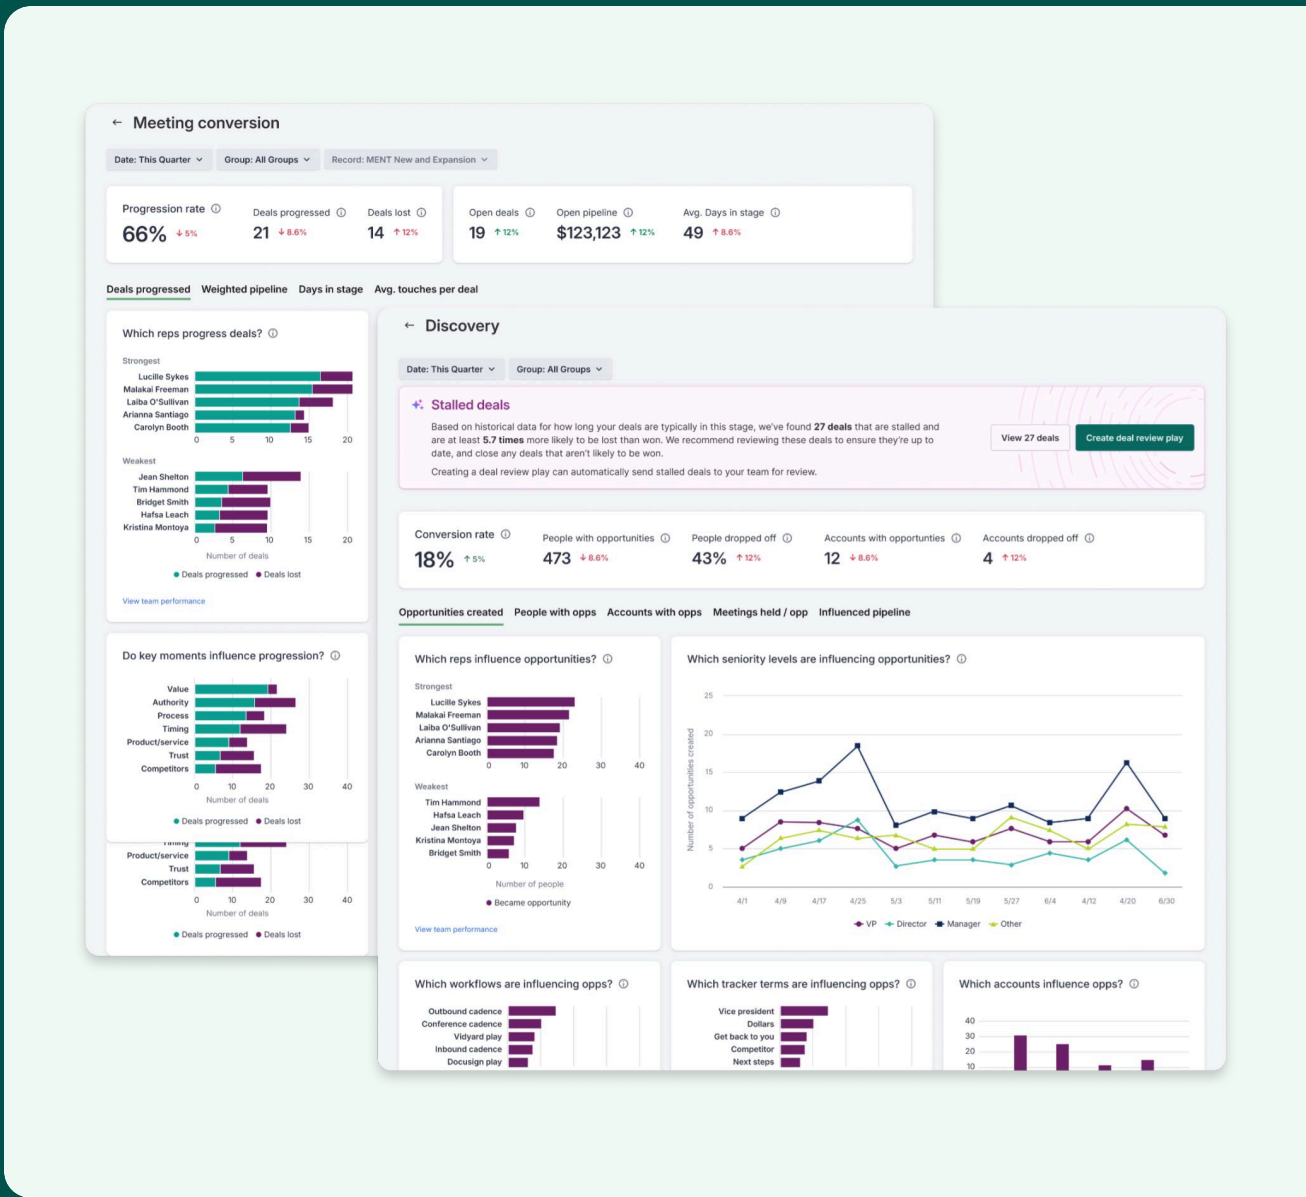 ← Meeting conversion
Date: This Quarter
Group: All Groups
Record: MENT New and Expansion
Progression rate
66% ↓ 5%
Deals progressed
21 ↓ 8.6%
Deals lost
14 ↑ 12%
Open deals
19 ↑ 12%
Open pipeline
$123,123 ↑ 12%
Avg. Days in stage
49 ↑ 8.6%
Deals progressed
Weighted pipeline
Days in stage
Avg. touches per deal
Which reps progress deals?
Strongest
Lucille Sykes
Malakai Freeman
Laiba O'Sullivan
Arianna Santiago
Carolyn Booth
0 5 10 15 20
Weakest
Jean Shelton
Tim Hammond
Bridget Smith
Hafsa Leach
Kristina Montoya
0 5 10 15 20
Number of deals
Deals progressed Deals lost
View team performance
Do key moments influence progression?
Value
Authority
Process
Timing
Product/service
Trust
Competitors
0 10 20 30 40
Number of deals
Deals progressed Deals lost
Timing
Product/service
Trust
Competitors
0 10 20 30 40
Number of deals
Deals progressed Deals lost
← Discovery
Date: This Quarter
Group: All Groups
Stalled deals
Based on historical data for how long your deals are typically in this stage, we've found 27 deals that are stalled and
are at least 5.7 times more likely to be lost than won. We recommend reviewing these deals to ensure they're up to
date, and close any deals that aren't likely to be won.
Creating a deal review play can automatically send stalled deals to your team for review.
View 27 deals
Create deal review play
Conversion rate
18% ↑ 5%
People with opportunities
473 ↓ 8.6%
People dropped off
43% ↑ 12%
Accounts with opportunties
12 ↓ 8.6%
Accounts dropped off
4 ↑ 12%
Opportunities created
People with opps
Accounts with opps
Meetings held / opp
Influenced pipeline
Which reps influence opportunities?
Strongest
Lucille Sykes
Malakai Freeman
Laiba O'Sullivan
Arianna Santiago
Carolyn Booth
0 10 20 30 40
Weakest
Tim Hammond
Hafsa Leach
Jean Shelton
Kristina Montoya
Bridget Smith
0 10 20 30 40
Number of people
Became opportunity
View team performance
Which seniority levels are influencing opportunities?
Number of opportunities created
25
20
15
10
5
0
4/1 4/9 4/17 4/25 5/3 5/11 5/19 5/27 6/4 4/12 4/20 6/30
VP Director Manager Other
Which workflows are influencing opps?
Outbound cadence
Conference cadence
Vidyard play
Inbound cadence
Docusign play
Which tracker terms are influencing opps?
Vice president
Dollars
Get back to you
Competitor
Next steps
Which accounts influence opps?
40
30
20
10